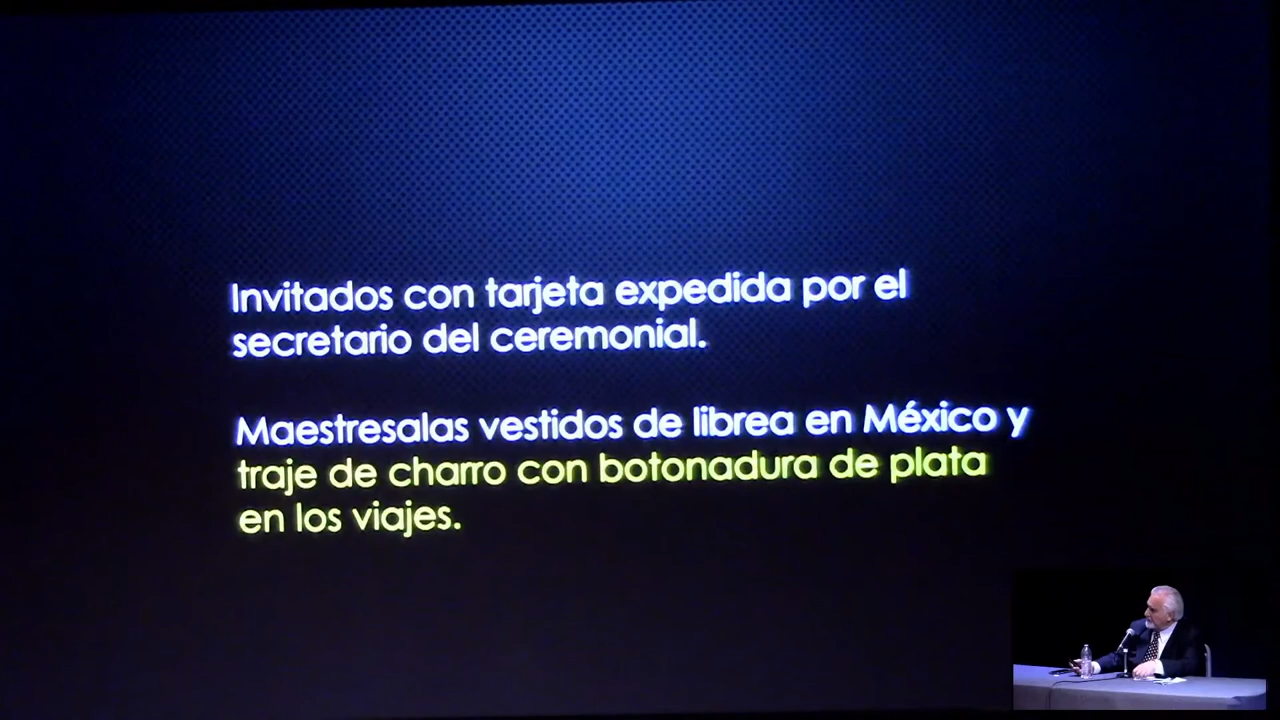 Invitados con tarjeta expedida por el
secretario del ceremonial.
Maestresalas vestidos de librea en México y
traje de charro con botonadura de plata
en los viajes.